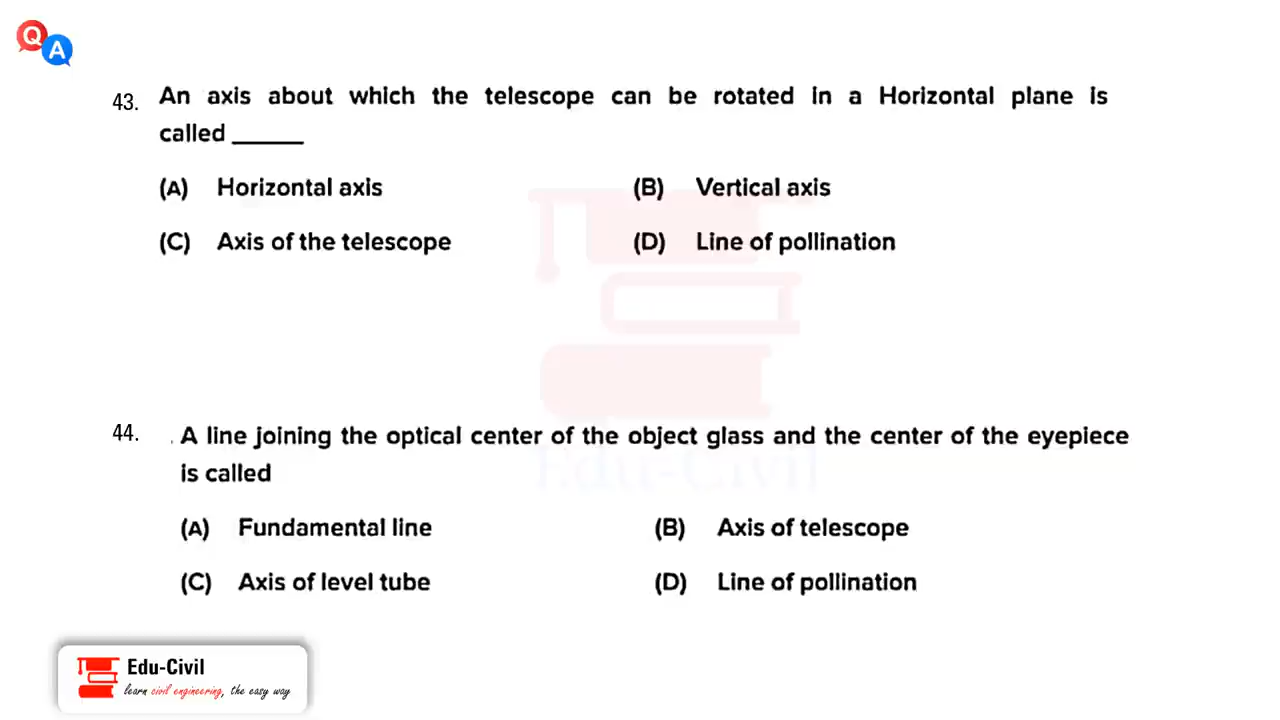 Q
A
43. An axis about which the telescope can be rotated in a Horizontal plane is
called _____
(A) Horizontal axis (B) Vertical axis
(C) Axis of the telescope (D) Line of pollination
44. . A line joining the optical center of the object glass and the center of the eyepiece
is called
Edu-Civil
(A) Fundamental line (B) Axis of telescope
(C) Axis of level tube (D) Line of pollination
Edu-Civil
learn civil engineering, the easy way